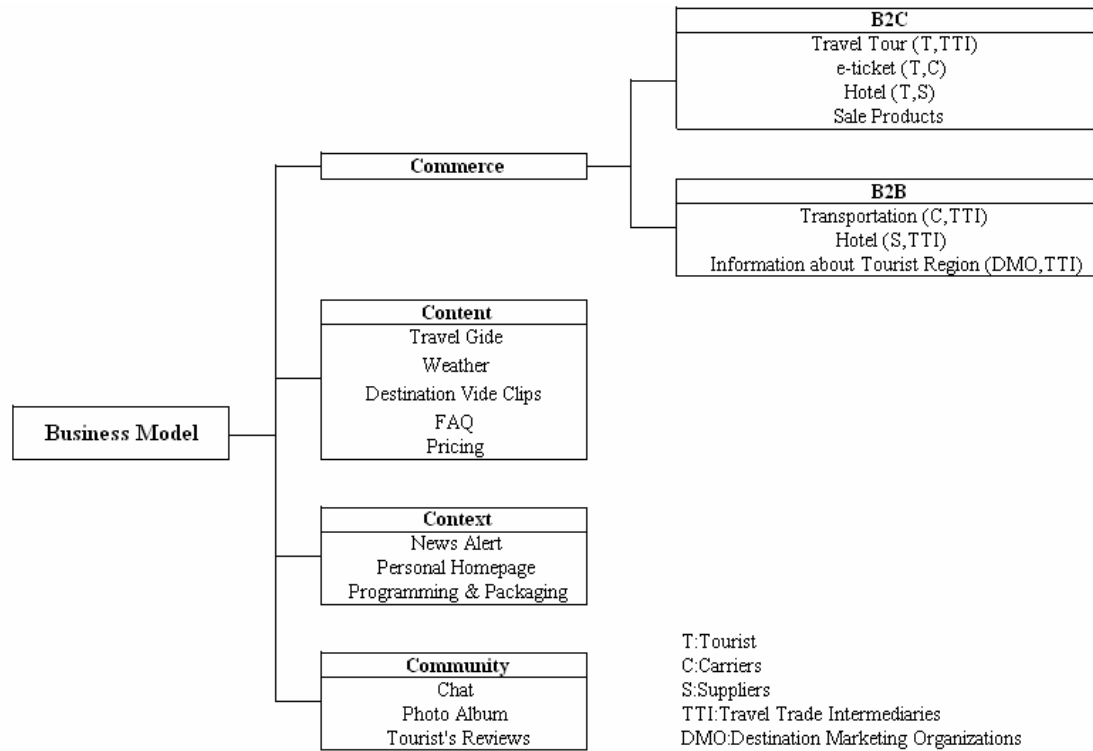 B2C
Travel Tour (T,TTI)
e-ticket (T,C)
Hotel (T,S)
Sale Products
Commerce
B2B
Transportation (C,TTI)
Hotel (S,TTI)
Information about Tourist Region (DMO,TTI)
Content
Travel Gide
Weather
Destination Vide Clips
FAQ
Pricing
Business Model
Context
News Alert
Personal Homepage
Programming & Packaging
Community
Chat
Photo Album
Tourist's Reviews
T:Tourist
C:Carriers
S:Suppliers
TTI:Travel Trade Intermediaries
DMO:Destination Marketing Organizations